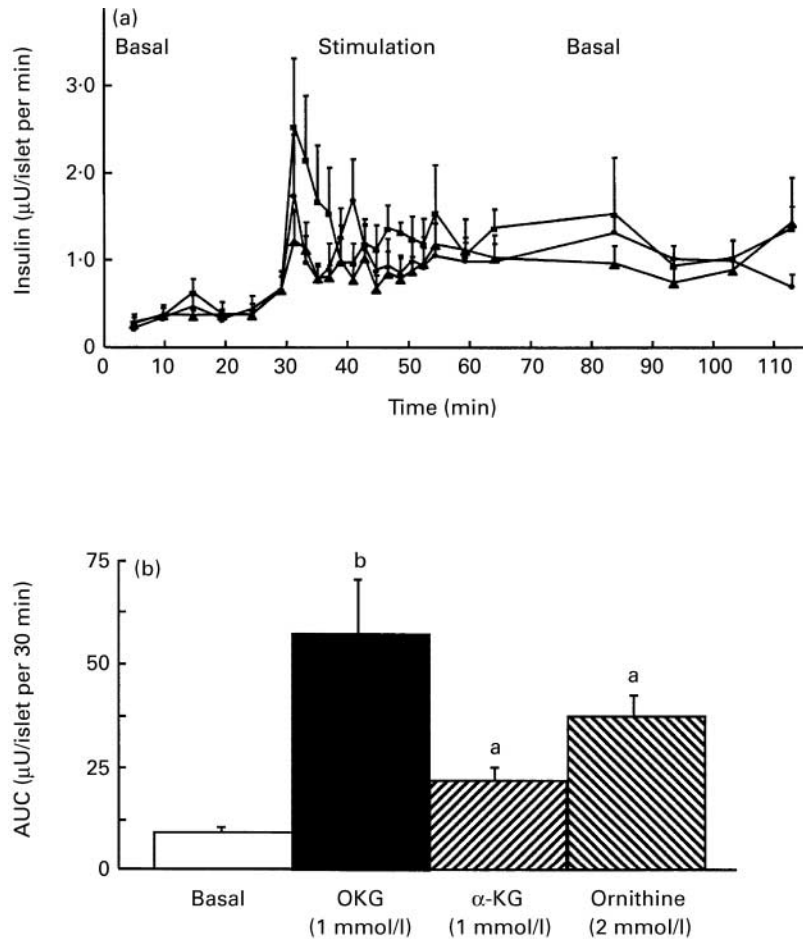 (a)
Basal Stimulation Basal
Insulin (μU/islet per min)
3·0
2·0
1·0
0
0 10 20 30 40 50 60 70 80 90 100 110
Time (min)
(b)
AUC (μU/islet per 30 min)
75
50
25
0
b
a
a
Basal OKG α-KG Ornithine
(1 mmol/l) (1 mmol/l) (2 mmol/l)